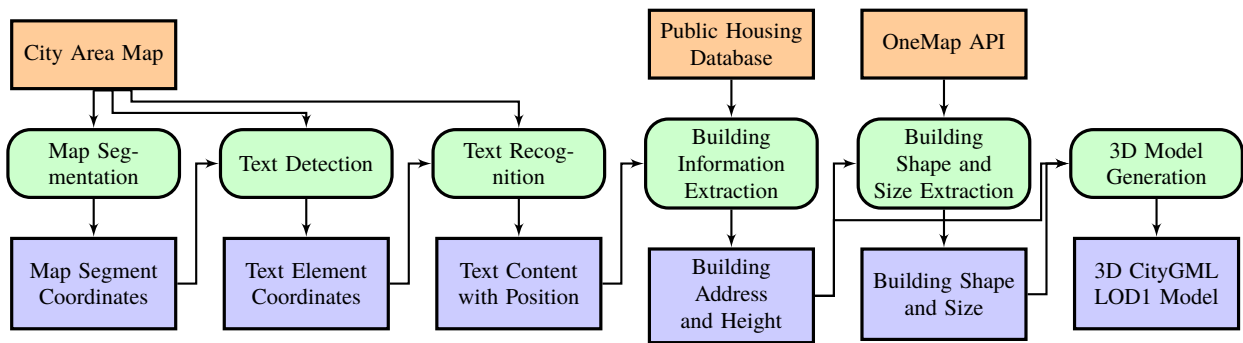 City Area Map
Public Housing
Database
OneMap API
Map Seg-
mentation
Text Detection
Text Recog-
nition
Building
Information
Extraction
Building
Shape and
Size Extraction
3D Model
Generation
Map Segment
Coordinates
Text Element
Coordinates
Text Content
with Position
Building
Address
and Height
Building Shape
and Size
3D CityGML
LOD1 Model